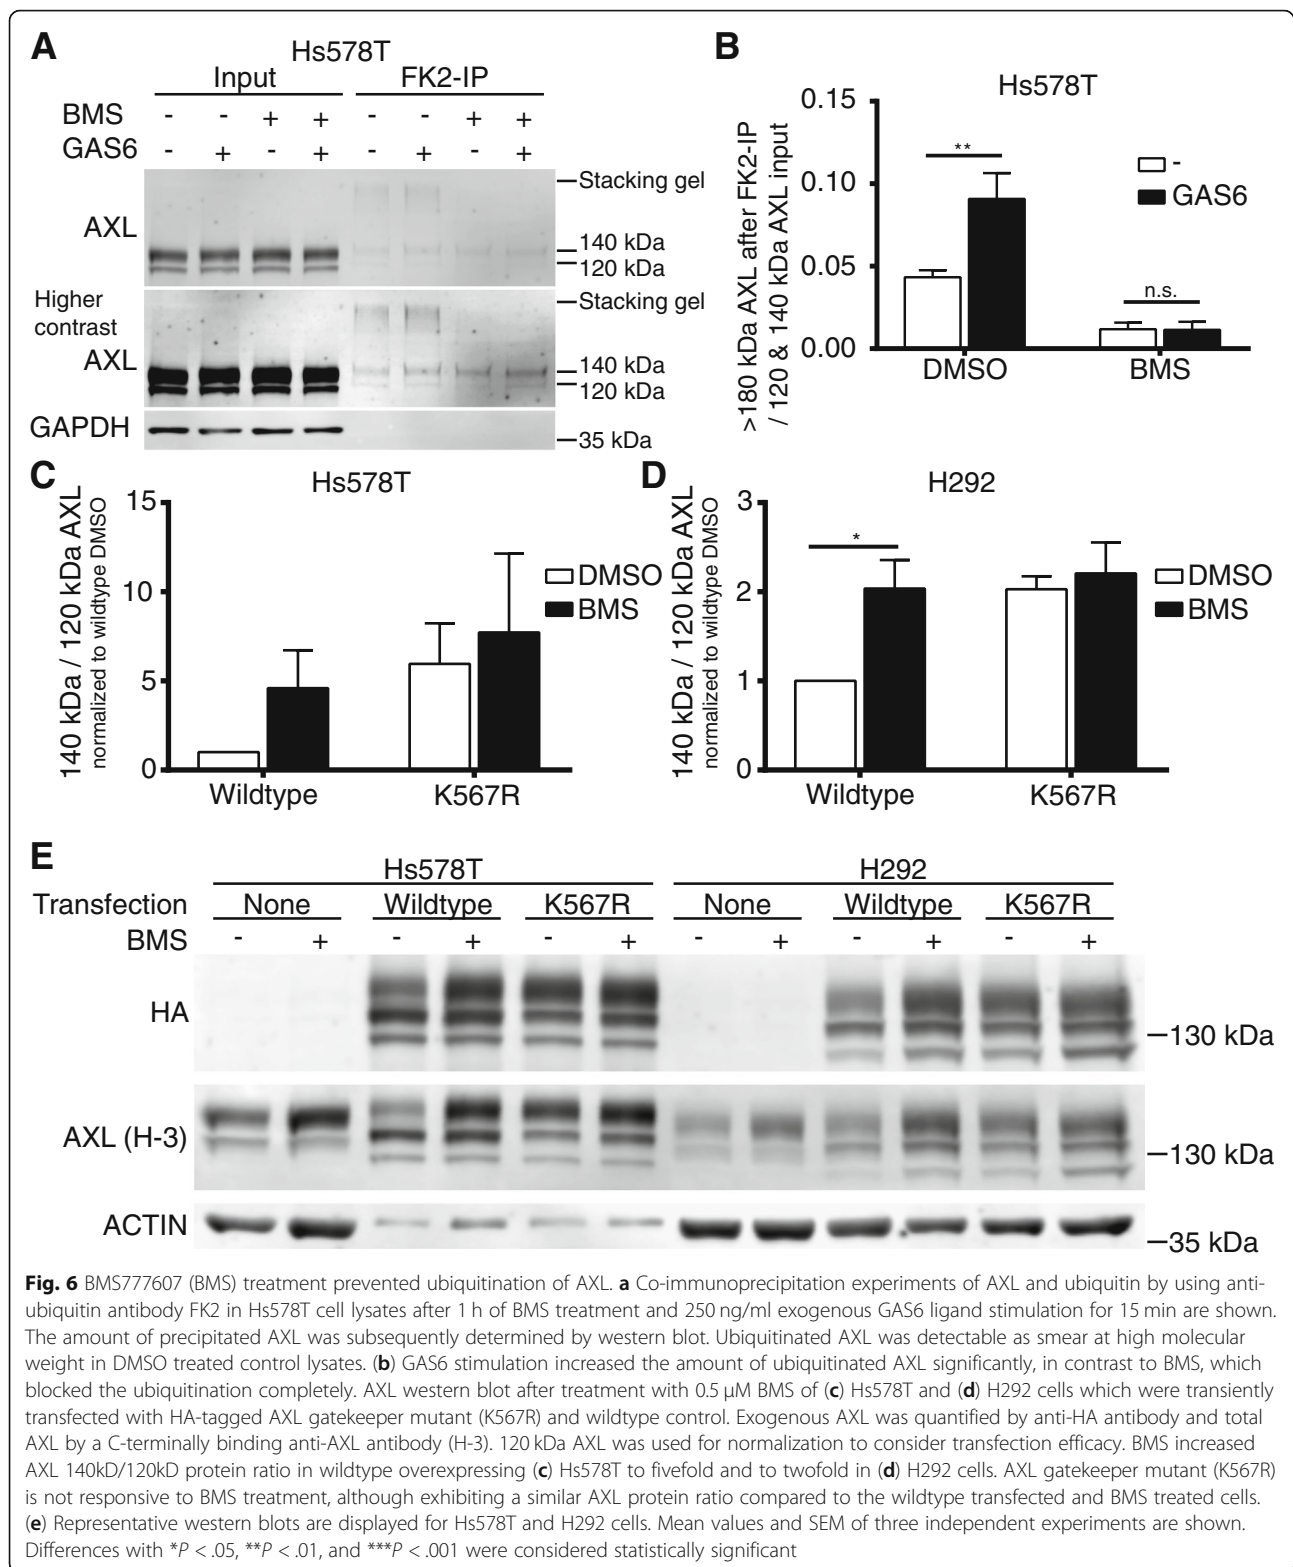 A
Hs578T
Input FK2-IP
BMS - - + + - - + +
GAS6 - + - + - + - +
Stacking gel
AXL
140 kDa
120 kDa
Higher
contrast
Stacking gel
AXL
140 kDa
120 kDa
GAPDH
35 kDa
B
Hs578T
>180 kDa AXL after FK2-IP
/ 120 & 140 kDa AXL input
0.15
0.10
0.05
0.00
**
n.s.
-
GAS6
DMSO BMS
C
Hs578T
140 kDa / 120 kDa AXL
normalized to wildtype DMSO
15
10
5
0
DMSO
BMS
Wildtype K567R
D
H292
140 kDa / 120 kDa AXL
normalized to wildtype DMSO
3
2
1
0
*
DMSO
BMS
Wildtype K567R
E
Hs578T H292
Transfection None Wildtype K567R None Wildtype K567R
BMS - + - + - + - + - + - +
HA
130 kDa
AXL (H-3)
130 kDa
ACTIN
35 kDa
Fig. 6 BMS777607 (BMS) treatment prevented ubiquitination of AXL. a Co-immunoprecipitation experiments of AXL and ubiquitin by using anti-
ubiquitin antibody FK2 in Hs578T cell lysates after 1 h of BMS treatment and 250 ng/ml exogenous GAS6 ligand stimulation for 15 min are shown.
The amount of precipitated AXL was subsequently determined by western blot. Ubiquitinated AXL was detectable as smear at high molecular
weight in DMSO treated control lysates. (b) GAS6 stimulation increased the amount of ubiquitinated AXL significantly, in contrast to BMS, which
blocked the ubiquitination completely. AXL western blot after treatment with 0.5 μM BMS of (c) Hs578T and (d) H292 cells which were transiently
transfected with HA-tagged AXL gatekeeper mutant (K567R) and wildtype control. Exogenous AXL was quantified by anti-HA antibody and total
AXL by a C-terminally binding anti-AXL antibody (H-3). 120 kDa AXL was used for normalization to consider transfection efficacy. BMS increased
AXL 140kD/120kD protein ratio in wildtype overexpressing (c) Hs578T to fivefold and to twofold in (d) H292 cells. AXL gatekeeper mutant (K567R)
is not responsive to BMS treatment, although exhibiting a similar AXL protein ratio compared to the wildtype transfected and BMS treated cells.
(e) Representative western blots are displayed for Hs578T and H292 cells. Mean values and SEM of three independent experiments are shown.
Differences with *P < .05, **P < .01, and ***P < .001 were considered statistically significant